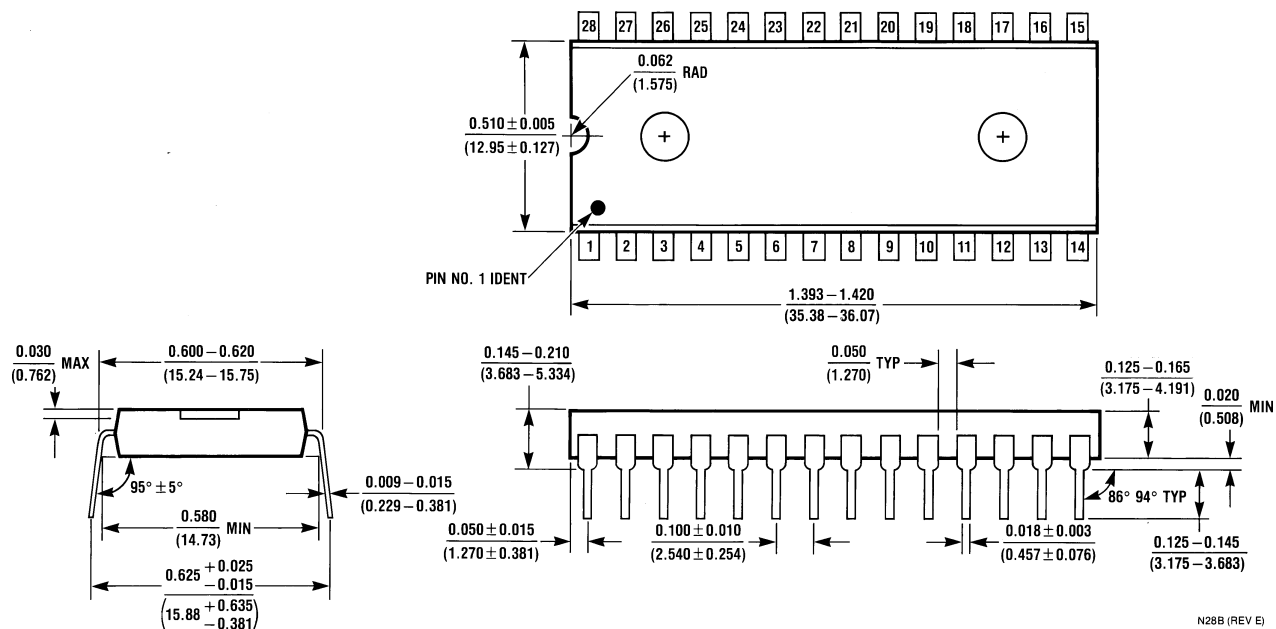 28 27 26 25 24 23 22 21 20 19 18 17 16 15
0.062
(1.575)
RAD
0.510 ± 0.005
(12.95 ± 0.127)
1 2 3 4 5 6 7 8 9 10 11 12 13 14
PIN NO. 1 IDENT
1.393 – 1.420
(35.38 – 36.07)
0.030
(0.762)
MAX
0.600 – 0.620
(15.24 – 15.75)
95° ± 5°
0.009 – 0.015
(0.229 – 0.381)
0.580
(14.73)
MIN
0.625 + 0.025
– 0.015
(15.88 + 0.635
– 0.381)
0.145 – 0.210
(3.683 – 5.334)
0.050
(1.270)
TYP
0.125 – 0.165
(3.175 – 4.191)
0.020
(0.508)
MIN
86° 94° TYP
0.050 ± 0.015
(1.270 ± 0.381)
0.100 ± 0.010
(2.540 ± 0.254)
0.018 ± 0.003
(0.457 ± 0.076)
0.125 – 0.145
(3.175 – 3.683)
N28B (REV E)